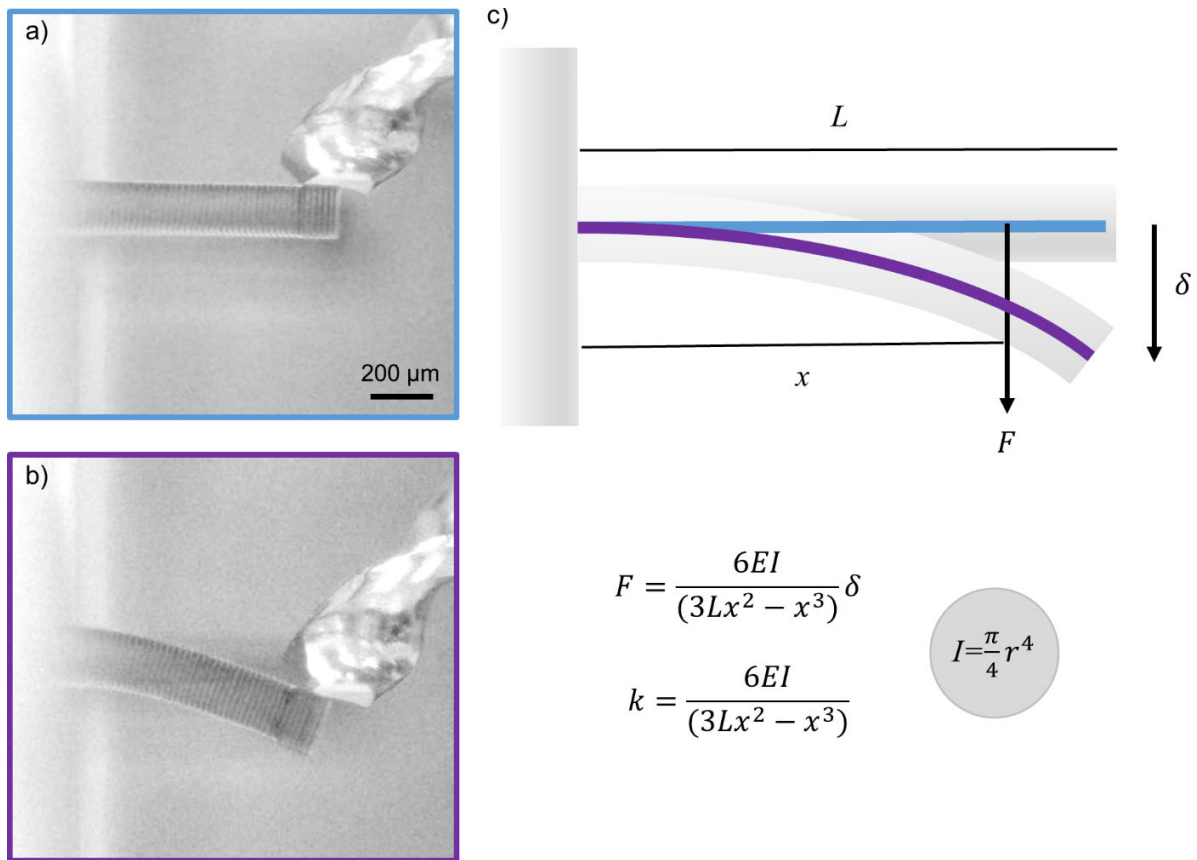 a)
200 μm
b)
c)
L
δ
x
F
F = 6EI / (3Lx² − x³) δ
k = 6EI / (3Lx² − x³)
I=π/4 r⁴